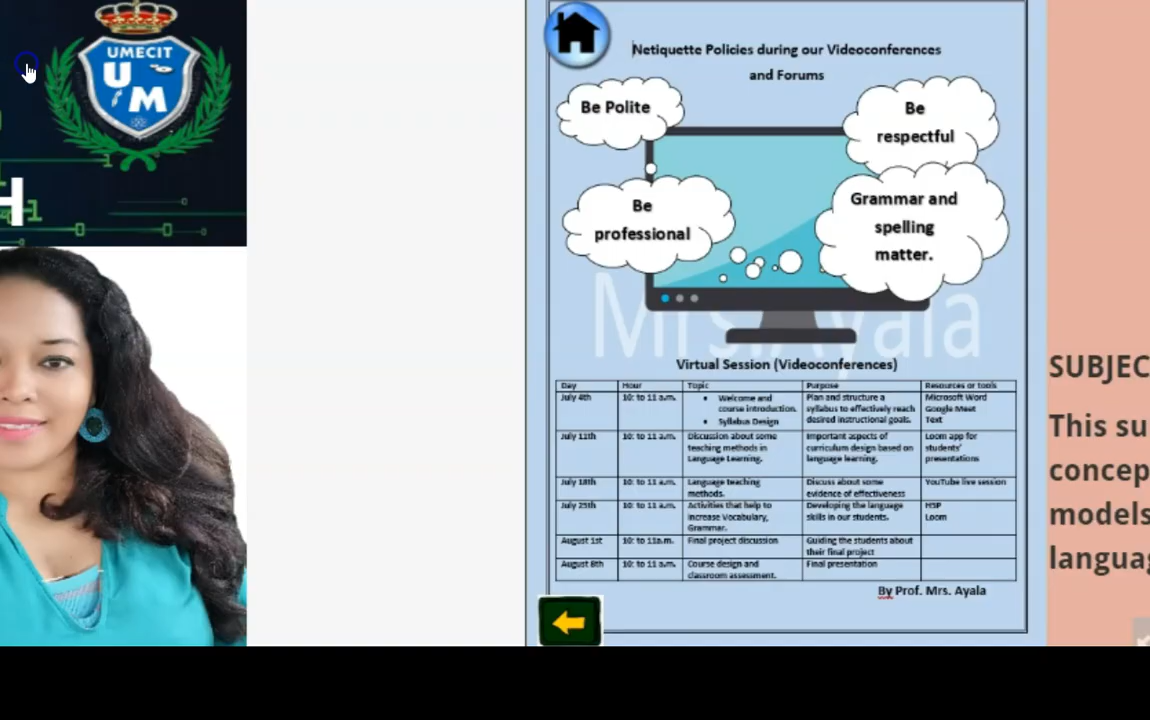 UMECIT
UM
H
Netiquette Policies during our Videoconferences
and Forums
Be Polite
Be
respectful
Be
professional
Grammar and
spelling
matter.
Mrs. Ayala
Virtual Session (Videoconferences)
Day Hour Topic Purpose Resources or tools
July 4th 10: to 11 a.m. • Welcome and Plan and structure a Microsoft Word
course introduction. syllabus to effectively reach Google Meet
• Syllabus Design desired instructional goals. Text
July 11th 10: to 11 a.m. Discussion about some Important aspects of Loom app for
teaching methods in curriculum design based on students'
Language Learning. language learning. presentations
July 18th 10: to 11 a.m. Language teaching Discuss about some YouTube live session
methods. evidence of effectiveness
July 25th 10: to 11 a.m. Activities that help to Developing the language H5P
increase Vocabulary, skills in our students. Loom
Grammar.
August 1st 10: to 11a.m. Final project discussion Guiding the students about
their final project
August 8th 10: to 11 a.m. Course design and Final presentation
classroom assessment.
By Prof. Mrs. Ayala
SUBJEC
This su
concep
models
languag